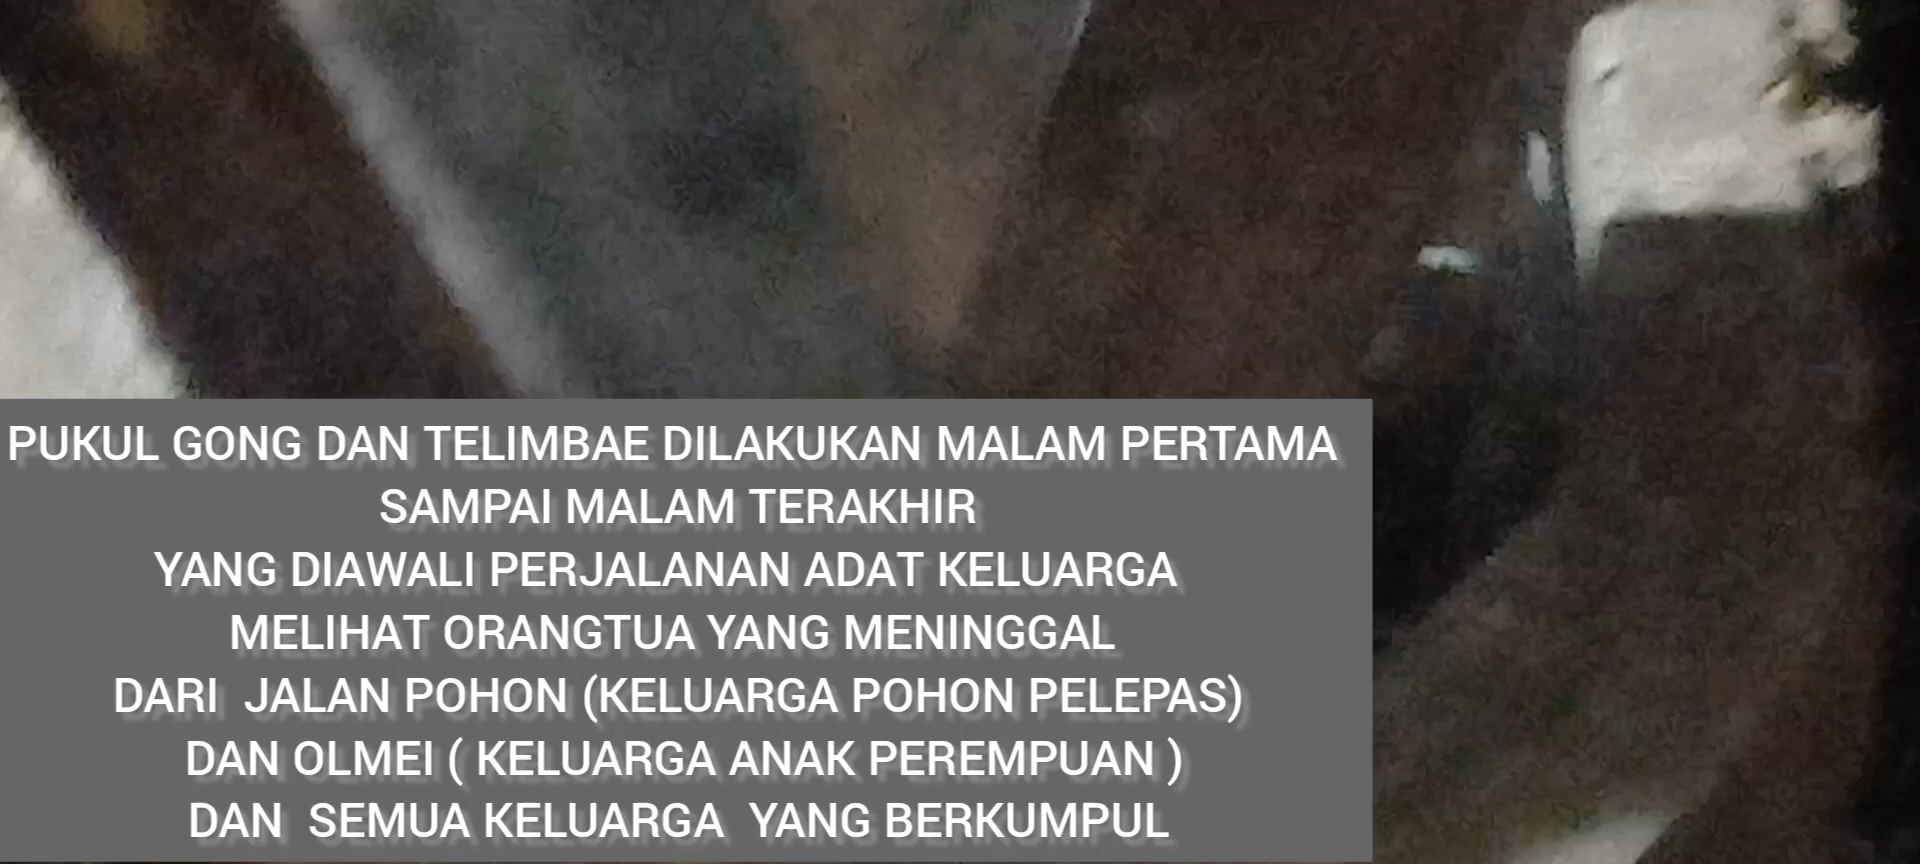 PUKUL GONG DAN TELIMBAE DILAKUKAN MALAM PERTAMA
SAMPAI MALAM TERAKHIR
YANG DIAWALI PERJALANAN ADAT KELUARGA
MELIHAT ORANGTUA YANG MENINGGAL
DARI JALAN POHON (KELUARGA POHON PELEPAS)
DAN OLMEI ( KELUARGA ANAK PEREMPUAN )
DAN SEMUA KELUARGA YANG BERKUMPUL